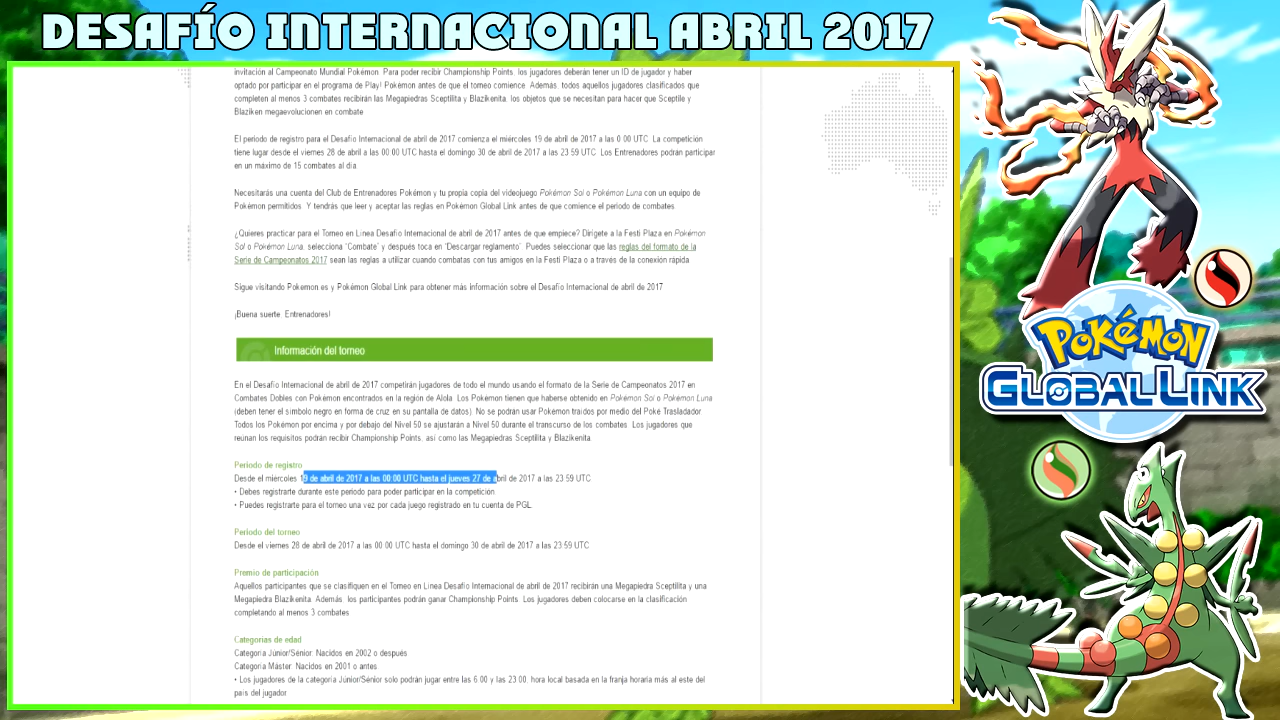 DESAFÍO INTERNACIONAL ABRIL 2017
invitación al Campeonato Mundial Pokémon. Para poder recibir Championship Points, los jugadores deberán tener un ID de jugador y haber
optado por participar en el programa de Play! Pokémon antes de que el torneo comience. Además, todos aquellos jugadores clasificados que
completen al menos 3 combates recibirán las Megapiedras Sceptilita y Blazikenita, los objetos que se necesitan para hacer que Sceptile y
Blaziken megaevolucionen en combate.
El periodo de registro para el Desafío Internacional de abril de 2017 comienza el miércoles 19 de abril de 2017 a las 0:00 UTC. La competición
tiene lugar desde el viernes 28 de abril a las 00:00 UTC hasta el domingo 30 de abril de 2017 a las 23:59 UTC. Los Entrenadores podrán participar
en un máximo de 15 combates al día.
Necesitarás una cuenta del Club de Entrenadores Pokémon y tu propia copia del videojuego Pokémon Sol o Pokémon Luna con un equipo de
Pokémon permitidos. Y tendrás que leer y aceptar las reglas en Pokémon Global Link antes de que comience el periodo de combates.
¿Quieres practicar para el Torneo en Línea Desafío Internacional de abril de 2017 antes de que empiece? Dirígete a la Festi Plaza en Pokémon
Sol o Pokémon Luna, selecciona "Combate" y después toca en "Descargar reglamento". Puedes seleccionar que las reglas del formato de la
Serie de Campeonatos 2017 sean las reglas a utilizar cuando combatas con tus amigos en la Festi Plaza o a través de la conexión rápida.
Sigue visitando Pokemon.es y Pokémon Global Link para obtener más información sobre el Desafío Internacional de abril de 2017.
¡Buena suerte, Entrenadores!
Información del torneo
En el Desafío Internacional de abril de 2017 competirán jugadores de todo el mundo usando el formato de la Serie de Campeonatos 2017 en
Combates Dobles con Pokémon encontrados en la región de Alola. Los Pokémon tienen que haberse obtenido en Pokémon Sol o Pokémon Luna
(deben tener el símbolo negro en forma de cruz en su pantalla de datos). No se podrán usar Pokémon traídos por medio del Poké Trasladador.
Todos los Pokémon por encima y por debajo del Nivel 50 se ajustarán a Nivel 50 durante el transcurso de los combates. Los jugadores que
reúnan los requisitos podrán recibir Championship Points, así como las Megapiedras Sceptilita y Blazikenita.
Periodo de registro
Desde el miércoles 19 de abril de 2017 a las 00:00 UTC hasta el jueves 27 de abril de 2017 a las 23:59 UTC
• Debes registrarte durante este periodo para poder participar en la competición.
• Puedes registrarte para el torneo una vez por cada juego registrado en tu cuenta de PGL.
Periodo del torneo
Desde el viernes 28 de abril de 2017 a las 00:00 UTC hasta el domingo 30 de abril de 2017 a las 23:59 UTC
Premio de participación
Aquellos participantes que se clasifiquen en el Torneo en Línea Desafío Internacional de abril de 2017 recibirán una Megapiedra Sceptilita y una
Megapiedra Blazikenita. Además, los participantes podrán ganar Championship Points. Los jugadores deben colocarse en la clasificación
completando al menos 3 combates.
Categorías de edad
Categoría Júnior/Sénior: Nacidos en 2002 o después
Categoría Máster: Nacidos en 2001 o antes
• Los jugadores de la categoría Júnior/Sénior solo podrán jugar entre las 6:00 y las 23:00, hora local basada en la franja horaria más al este del
país del jugador.
POKéMON
GLOBAL LINK